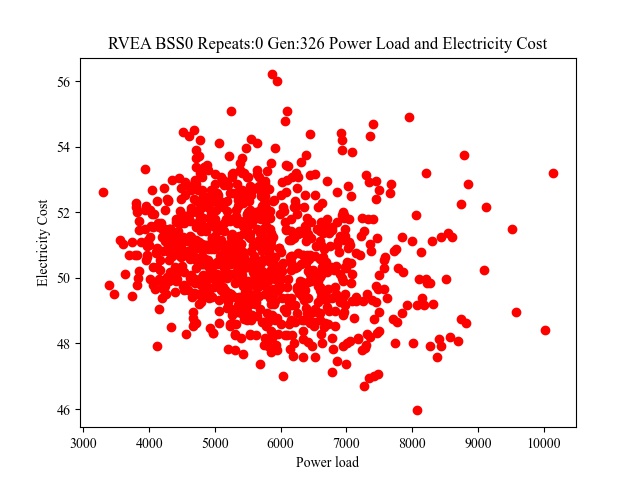 RVEA BSS0 Repeats:0 Gen:326 Power Load and Electricity Cost
56
54
52
50
48
46
Electricity Cost
3000 4000 5000 6000 7000 8000 9000 10000
Power load